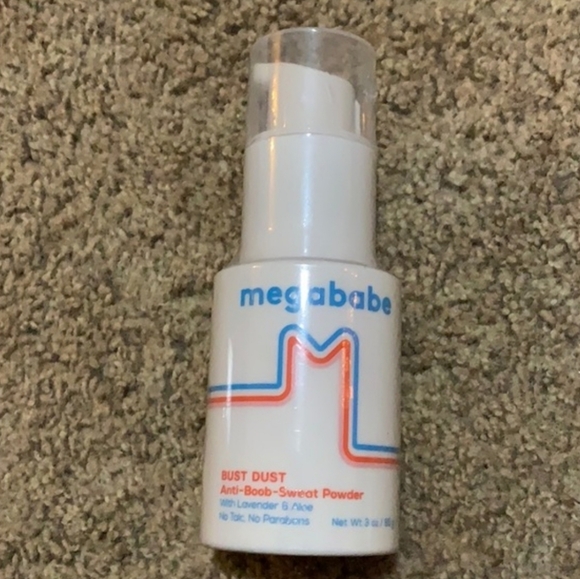 megababe
BUST DUST
Anti-Boob-Sweat Powder
With Lavender & Aloe
No Talc, No Parabens
Net Wt 3 oz /